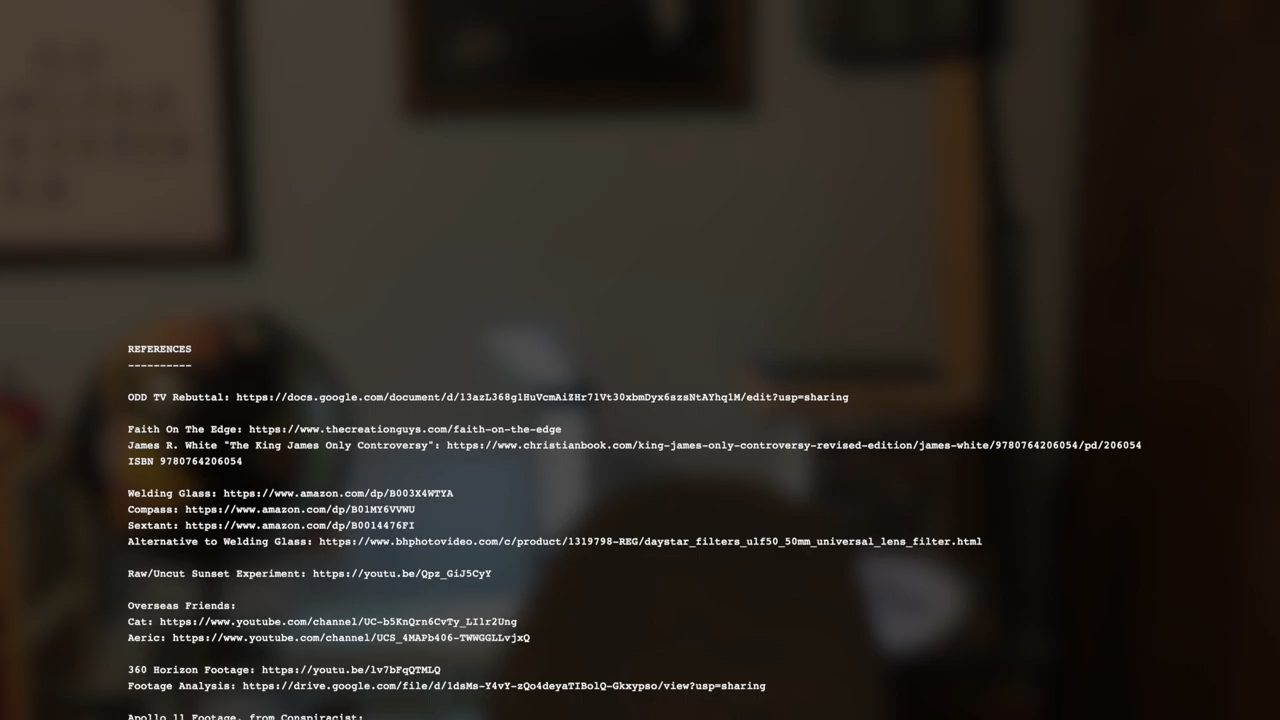 REFERENCES
----------
ODD TV Rebuttal: https://docs.google.com/document/d/13azL368g1HuVcmAiZHr71Vt30xbmDyx6szsNtAYhq1M/edit?usp=sharing
Faith On The Edge: https://www.thecreationguys.com/faith-on-the-edge
James R. White "The King James Only Controversy": https://www.christianbook.com/king-james-only-controversy-revised-edition/james-white/9780764206054/pd/206054
ISBN 9780764206054
Welding Glass: https://www.amazon.com/dp/B003X4WTYA
Compass: https://www.amazon.com/dp/B01MY6VVWU
Sextant: https://www.amazon.com/dp/B0014476FI
Alternative to Welding Glass: https://www.bhphotovideo.com/c/product/1319798-REG/daystar_filters_ulf50_50mm_universal_lens_filter.html
Raw/Uncut Sunset Experiment: https://youtu.be/Qpz_GiJ5CyY
Overseas Friends:
Cat: https://www.youtube.com/channel/UC-b5KnQrn6CvTy_LI1r2Ung
Aeric: https://www.youtube.com/channel/UCS_4MAPb406-TWWGGLLvjxQ
360 Horizon Footage: https://youtu.be/lv7bFqQTMLQ
Footage Analysis: https://drive.google.com/file/d/1dsMs-Y4vY-zQo4deyaTIBolQ-Gkxypso/view?usp=sharing
Apollo 11 Footage, from Conspiracist: